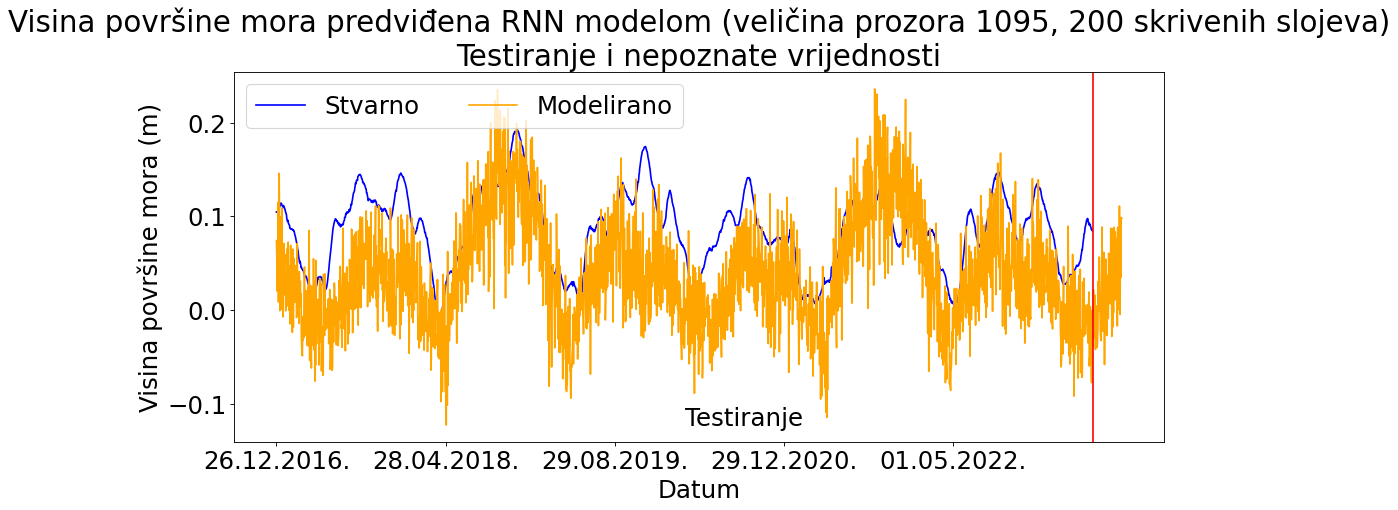 Visina površine mora predviđena RNN modelom (veličina prozora 1095, 200 skrivenih slojeva)
Testiranje i nepoznate vrijednosti
Stvarno Modelirano
Visina površine mora (m)
0.2
0.1
0.0
−0.1
Testiranje
26.12.2016. 28.04.2018. 29.08.2019. 29.12.2020. 01.05.2022.
Datum